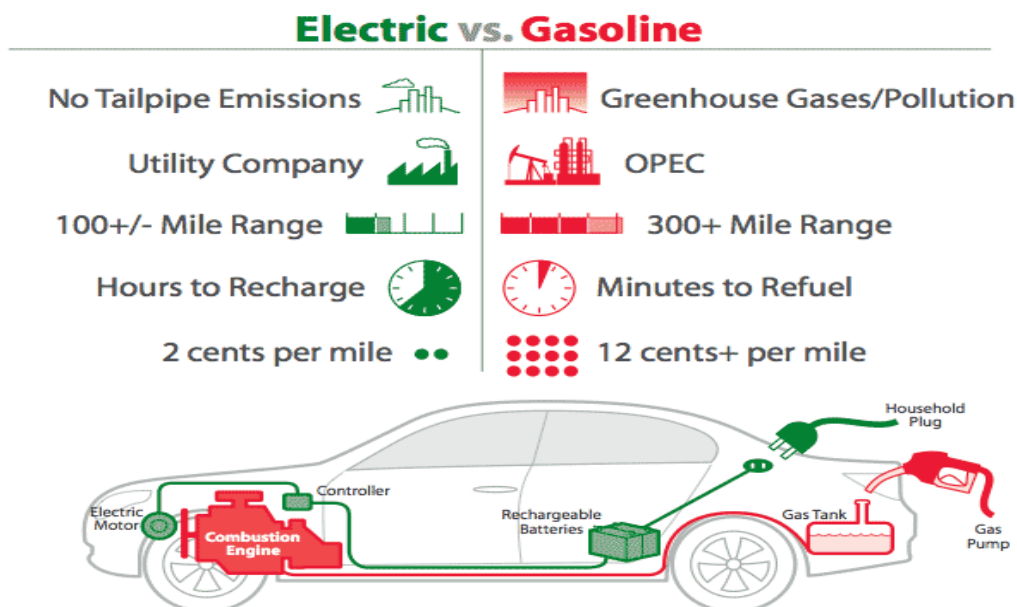 Electric vs. Gasoline
No Tailpipe Emissions
Greenhouse Gases/Pollution
Utility Company
OPEC
100+/- Mile Range
300+ Mile Range
Hours to Recharge
Minutes to Refuel
2 cents per mile
12 cents+ per mile
Household
Plug
Controller
Electric
Motor
Combustion
Engine
Rechargeable
Batteries
Gas Tank
Gas
Pump